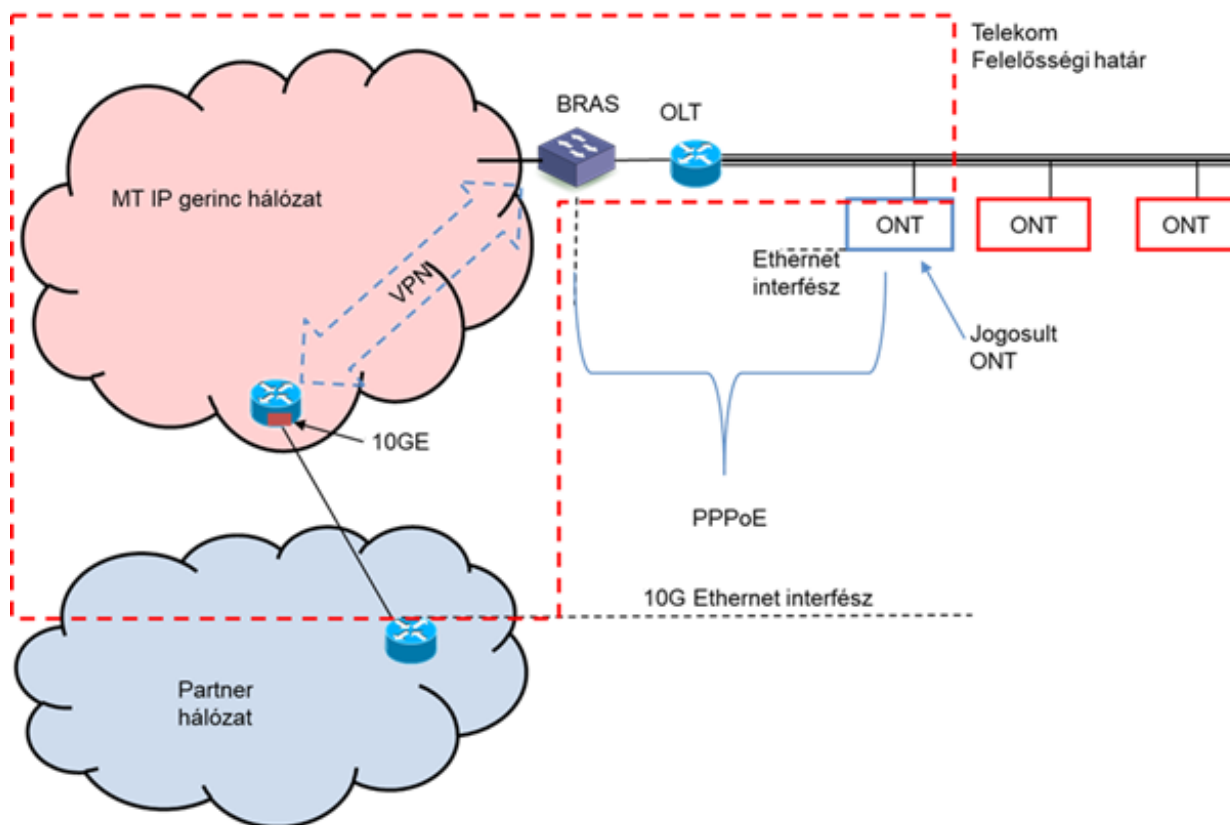 Telekom
Felelősségi határ
BRAS
OLT
MT IP gerinc hálózat
VPN
ONT
ONT
ONT
Ethernet
interfész
Jogosult
ONT
10GE
PPPoE
10G Ethernet interfész
Partner
hálózat